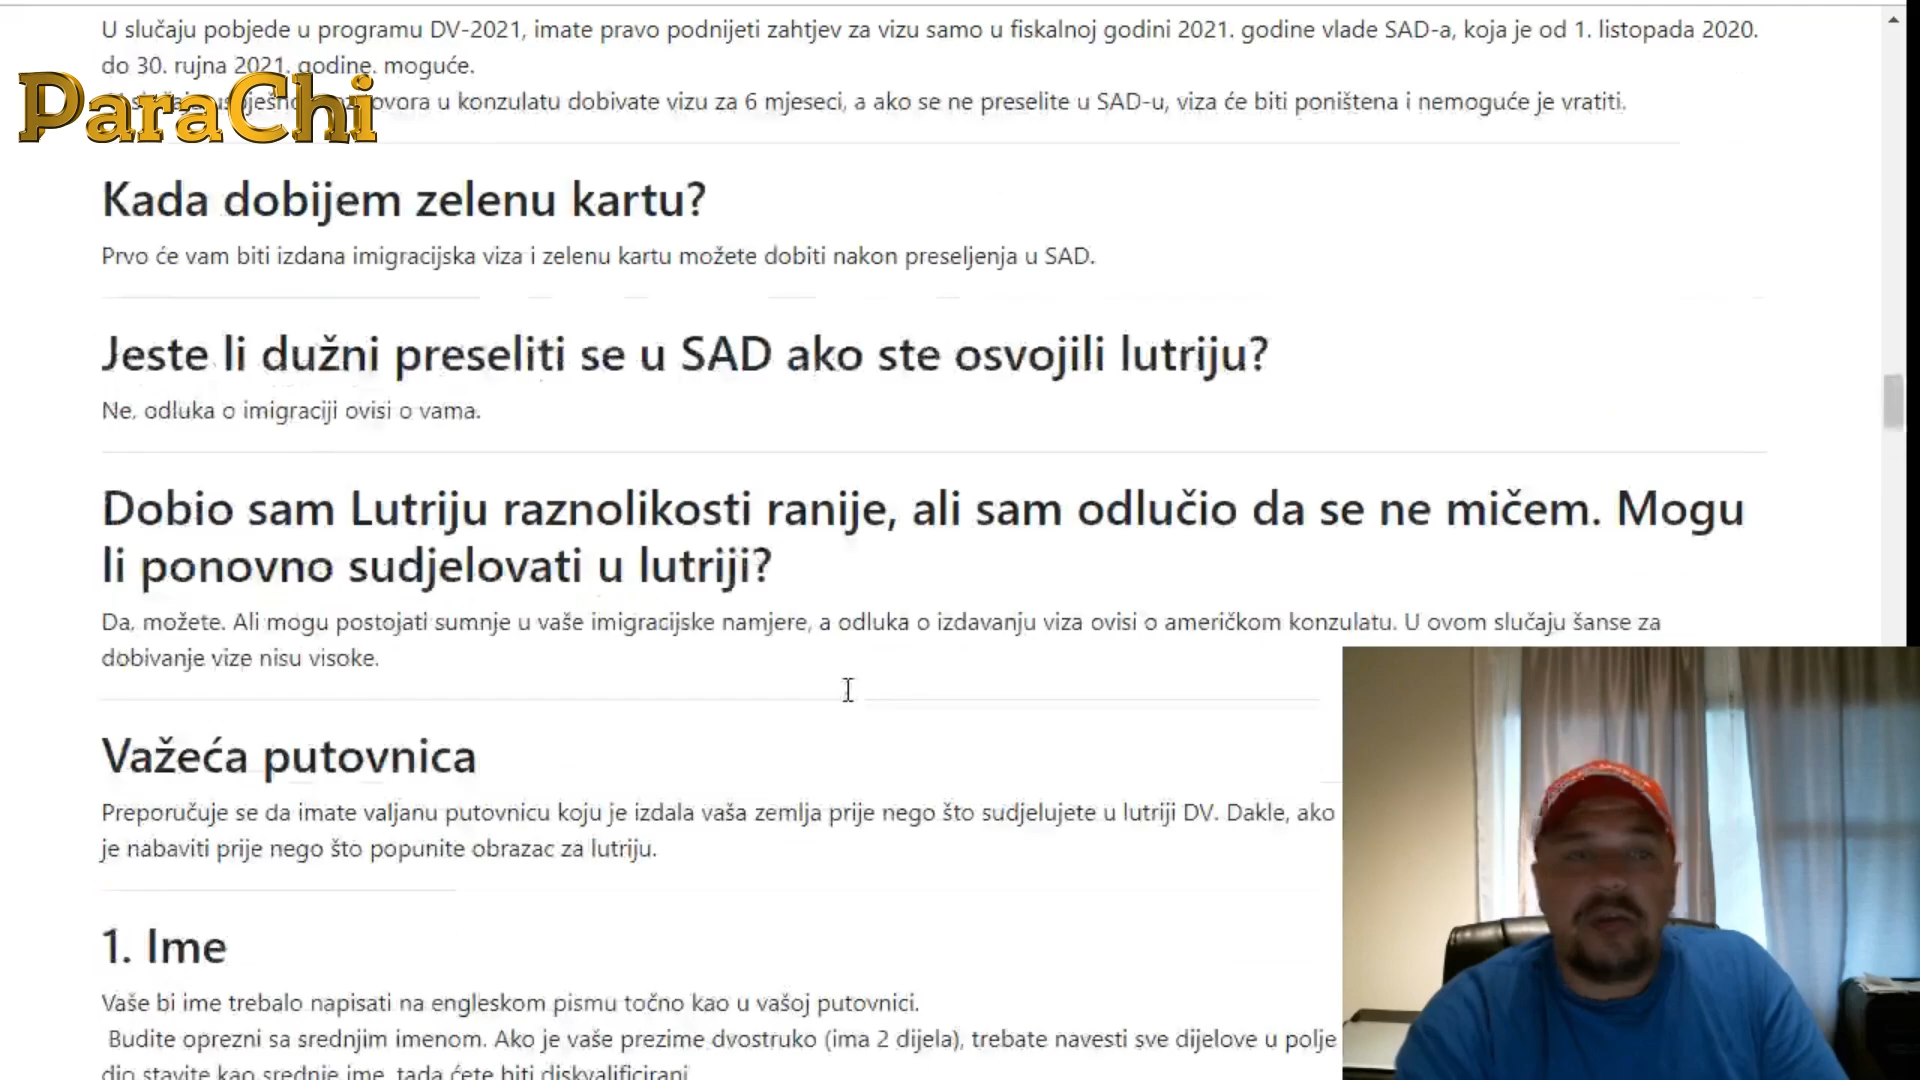 U slučaju pobjede u programu DV-2021, imate pravo podnijeti zahtjev za vizu samo u fiskalnoj godini 2021. godine vlade SAD-a, koja je od 1. listopada 2020.
do 30. rujna 2021. godine. moguće.
ParaChi
u konzulatu dobivate vizu za 6 mjeseci, a ako se ne preselite u SAD-u, viza će biti poništena i nemoguće je vratiti.
Kada dobijem zelenu kartu?
Prvo će vam biti izdana imigracijska viza i zelenu kartu možete dobiti nakon preseljenja u SAD.
Jeste li dužni preseliti se u SAD ako ste osvojili lutriju?
Ne, odluka o imigraciji ovisi o vama.
Dobio sam Lutriju raznolikosti ranije, ali sam odlučio da se ne mičem. Mogu
li ponovno sudjelovati u lutriji?
Da, možete. Ali mogu postojati sumnje u vaše imigracijske namjere, a odluka o izdavanju viza ovisi o američkom konzulatu. U ovom slučaju šanse za
dobivanje vize nisu visoke.
Važeća putovnica
Preporučuje se da imate valjanu putovnicu koju je izdala vaša zemlja prije nego što sudjelujete u lutriji DV. Dakle, ako
je nabaviti prije nego što popunite obrazac za lutriju.
1. Ime
Vaše bi ime trebalo napisati na engleskom pismu točno kao u vašoj putovnici.
Budite oprezni sa srednjim imenom. Ako je vaše prezime dvostruko (ima 2 dijela), trebate navesti sve dijelove u polje
dio stavite kao srednje ime, tada ćete biti diskvalificirani